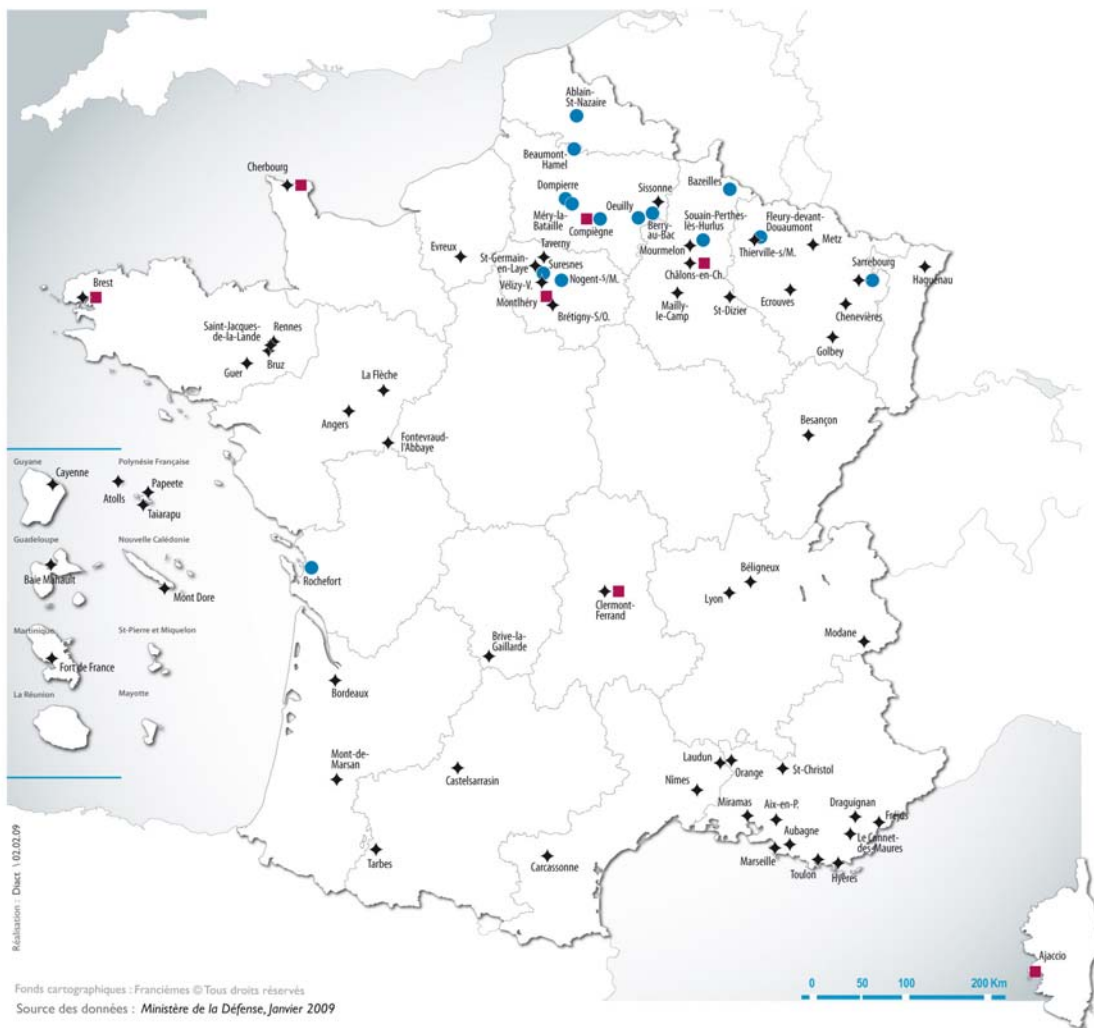 Ablain-
St-Nazaire
Beaumont-
Hamel
Cherbourg
Dompierre
Sissonne
Bazeilles
Oeuilly
Méry-la-
Bataille
Compiègne
Berry-
au-Bac
Souain-Perthes-
lès-Hurlus
Fleury-devant-
Douaumont
Mourmelon
Thierville-s/M.
Metz
Evreux
Taverny
St-Germain-
en-Laye
Suresnes
Nogent-s/M.
Vélizy-V.
Montlhéry
Brétigny-S/O.
Châlons-en-Ch.
Mailly-
le-Camp
St-Dizier
Ecrouves
Sarrebourg
Haguenau
Chenevières
Golbey
Brest
Saint-Jacques-
de-la-Lande
Rennes
Guer
Bruz
La Flèche
Angers
Fontevraud-
l'Abbaye
Besançon
Guyane
Cayenne
Polynésie Française
Atolls
Papeete
Taiarapu
Guadeloupe
Baie Mahault
Nouvelle Calédonie
Mont Dore
Martinique
Fort de France
St-Pierre et Miquelon
La Réunion
Mayotte
Rochefort
Clermont-
Ferrand
Lyon
Béligneux
Modane
Brive-la-
Gaillarde
Bordeaux
Mont-de-
Marsan
Castelsarrasin
Tarbes
Carcassonne
Laudun
Orange
St-Christol
Nîmes
Miramas
Aix-en-P.
Draguignan
Fréjus
Aubagne
Le Cannet-
des-Maures
Marseille
Toulon
Hyères
Ajaccio
0 50 100 200 Km
Réalisation : Diact \ 02.02.09
Fonds cartographiques : Francièmes © Tous droits réservés
Source des données : Ministère de la Défense, Janvier 2009